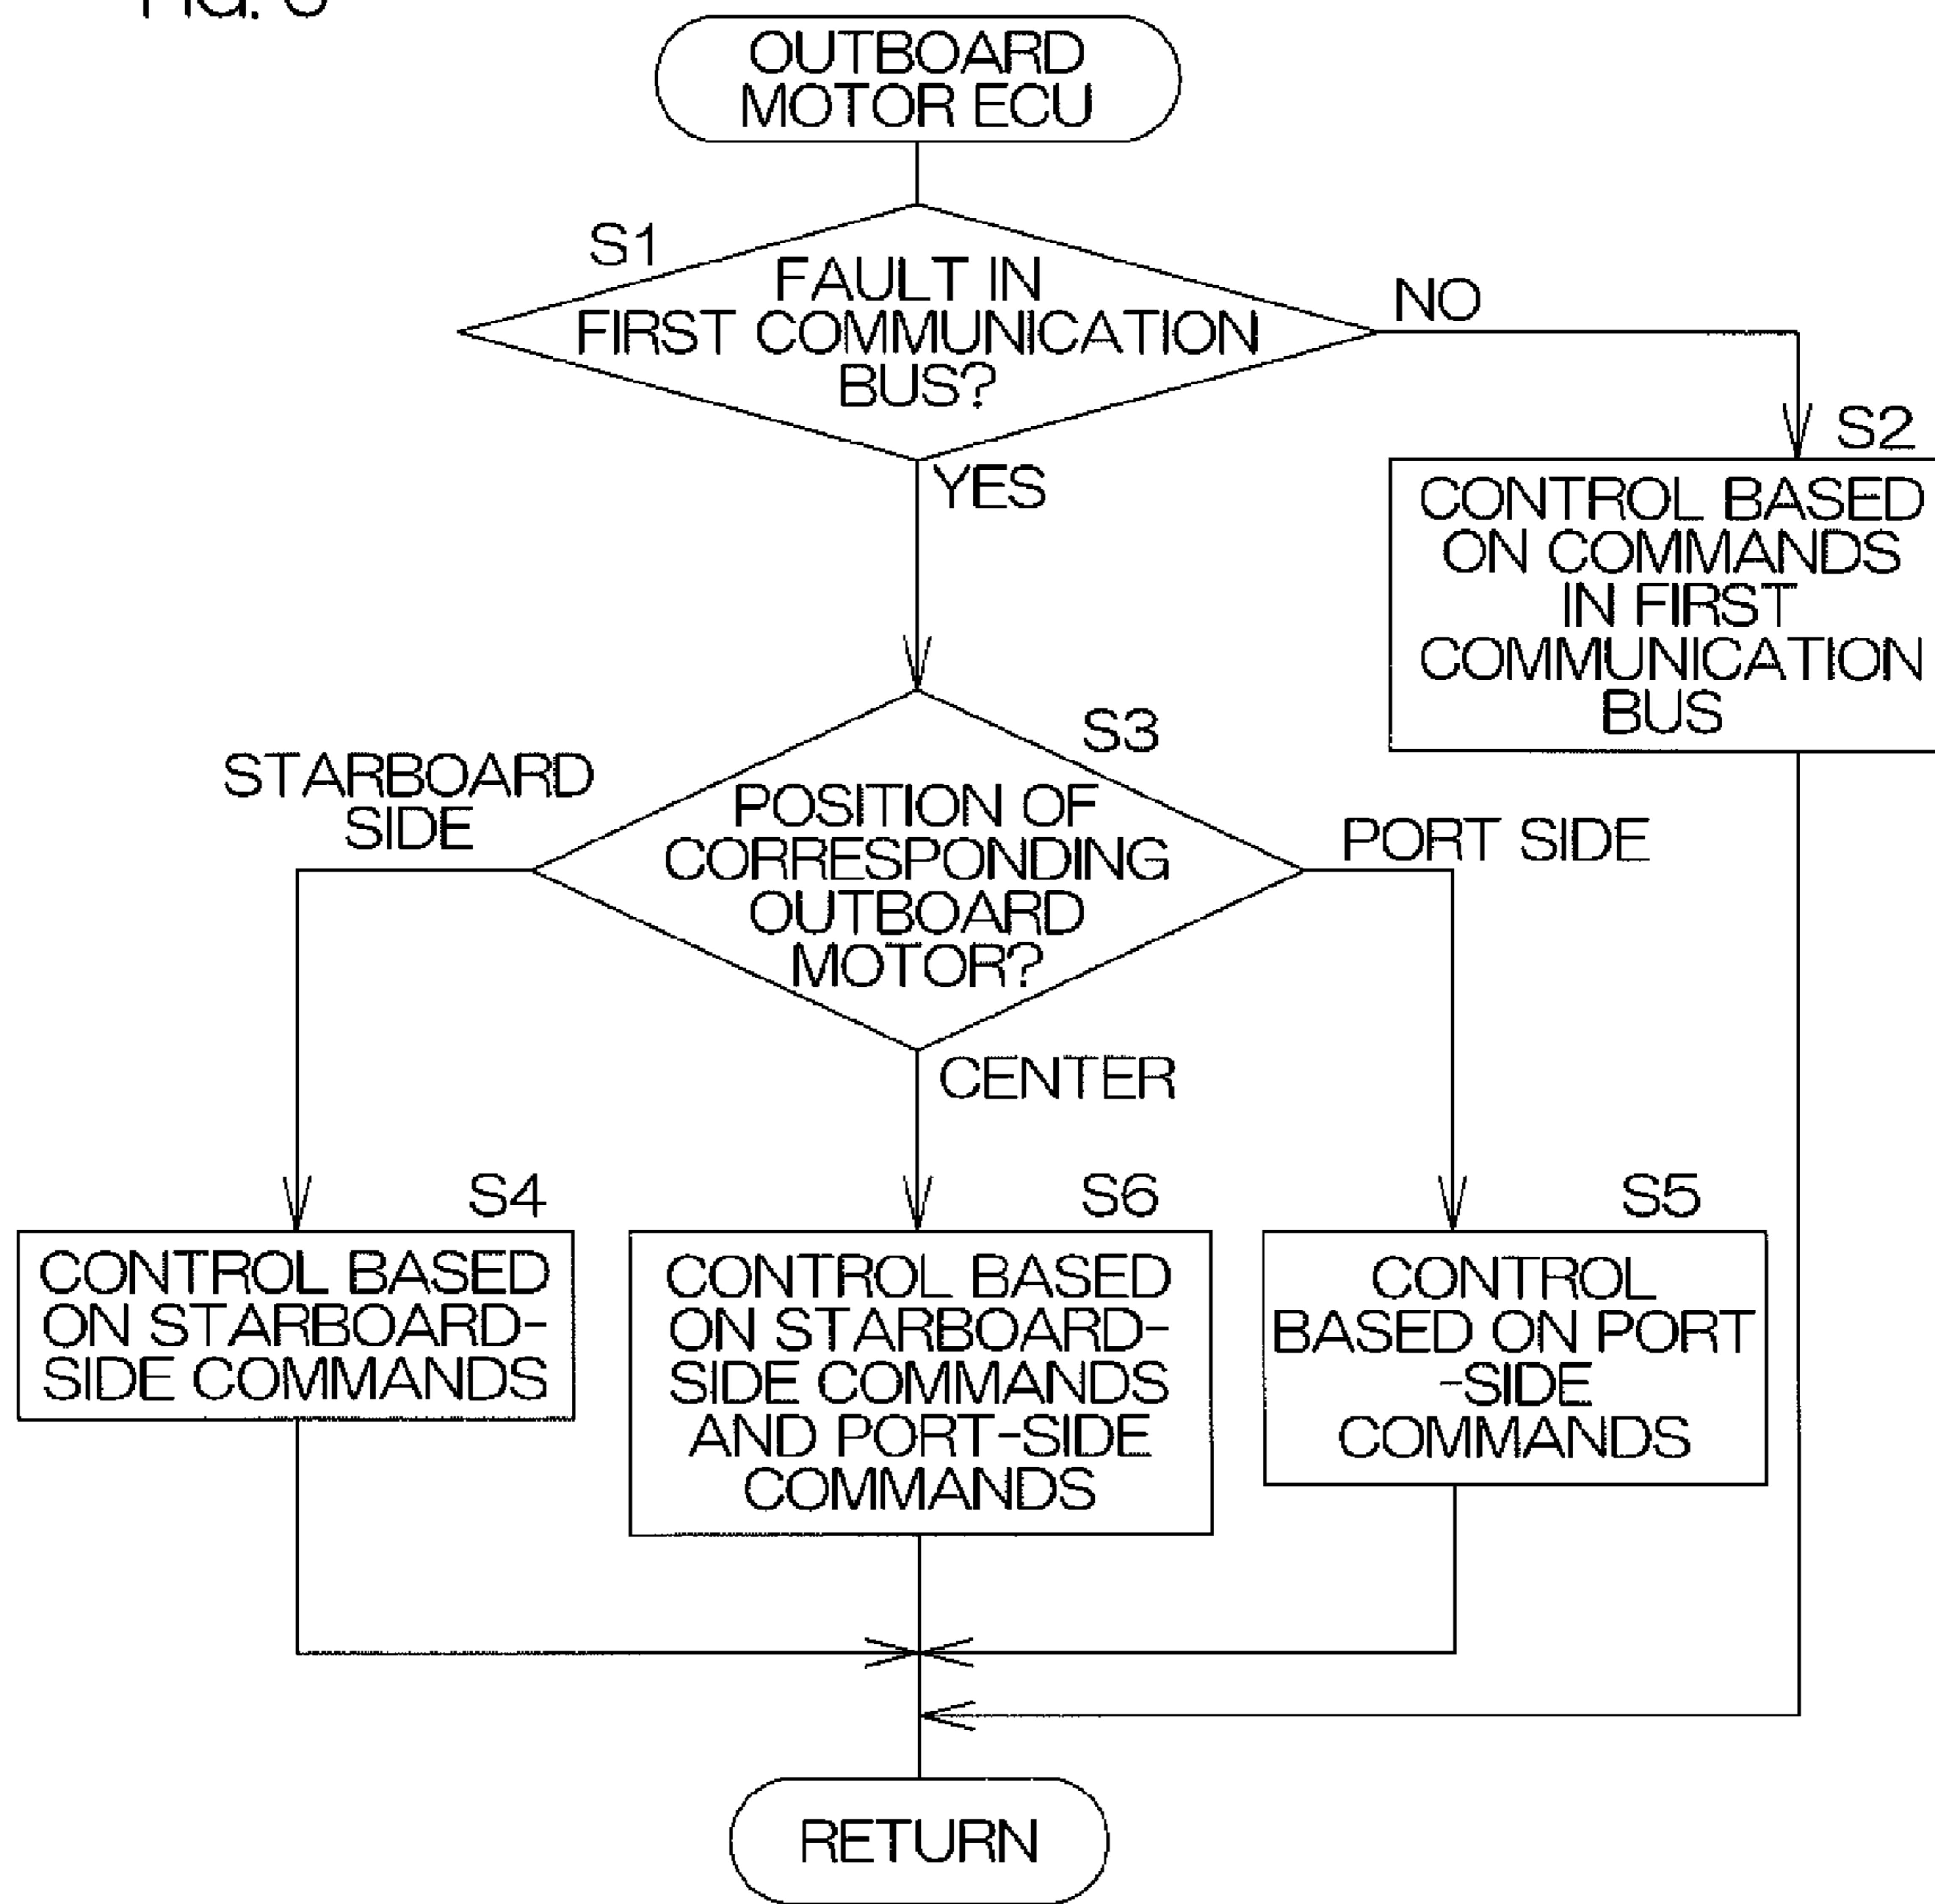 OUTBOARD
MOTOR ECU
S1
FAULT IN
FIRST COMMUNICATION
BUS?
NO
YES
S2
CONTROL BASED
ON COMMANDS
IN FIRST
COMMUNICATION
BUS
S3
STARBOARD
SIDE
POSITION OF
CORRESPONDING
OUTBOARD
MOTOR?
PORT SIDE
CENTER
S4
CONTROL BASED
ON STARBOARD-
SIDE COMMANDS
S6
CONTROL BASED
ON STARBOARD-
SIDE COMMANDS
AND PORT-SIDE
COMMANDS
S5
CONTROL
BASED ON PORT
-SIDE
COMMANDS
RETURN